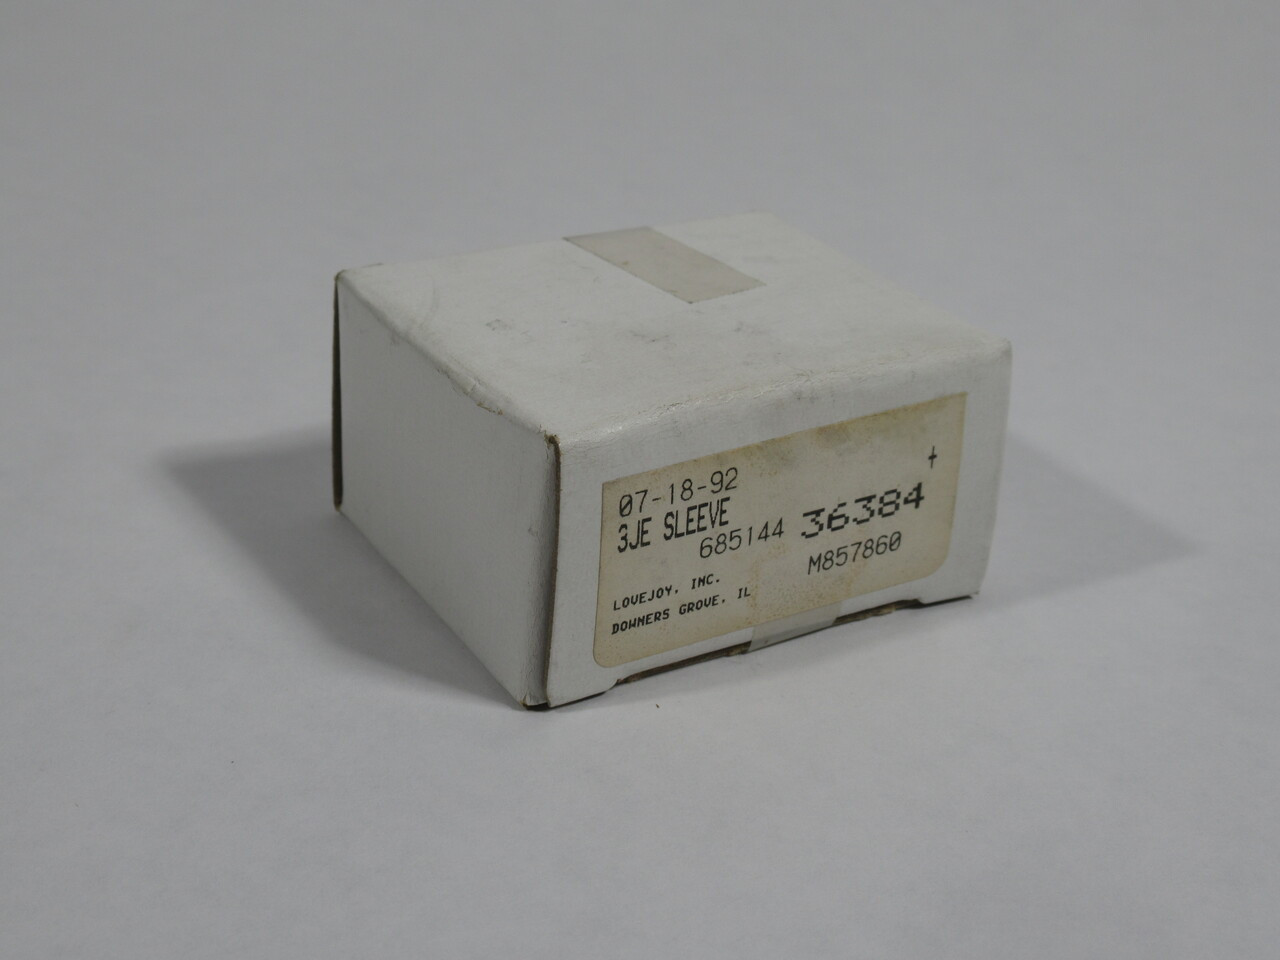 07-18-92
3JE SLEEVE
685144 36384
M857860
LOVEJOY, INC.
DOWNERS GROVE, IL